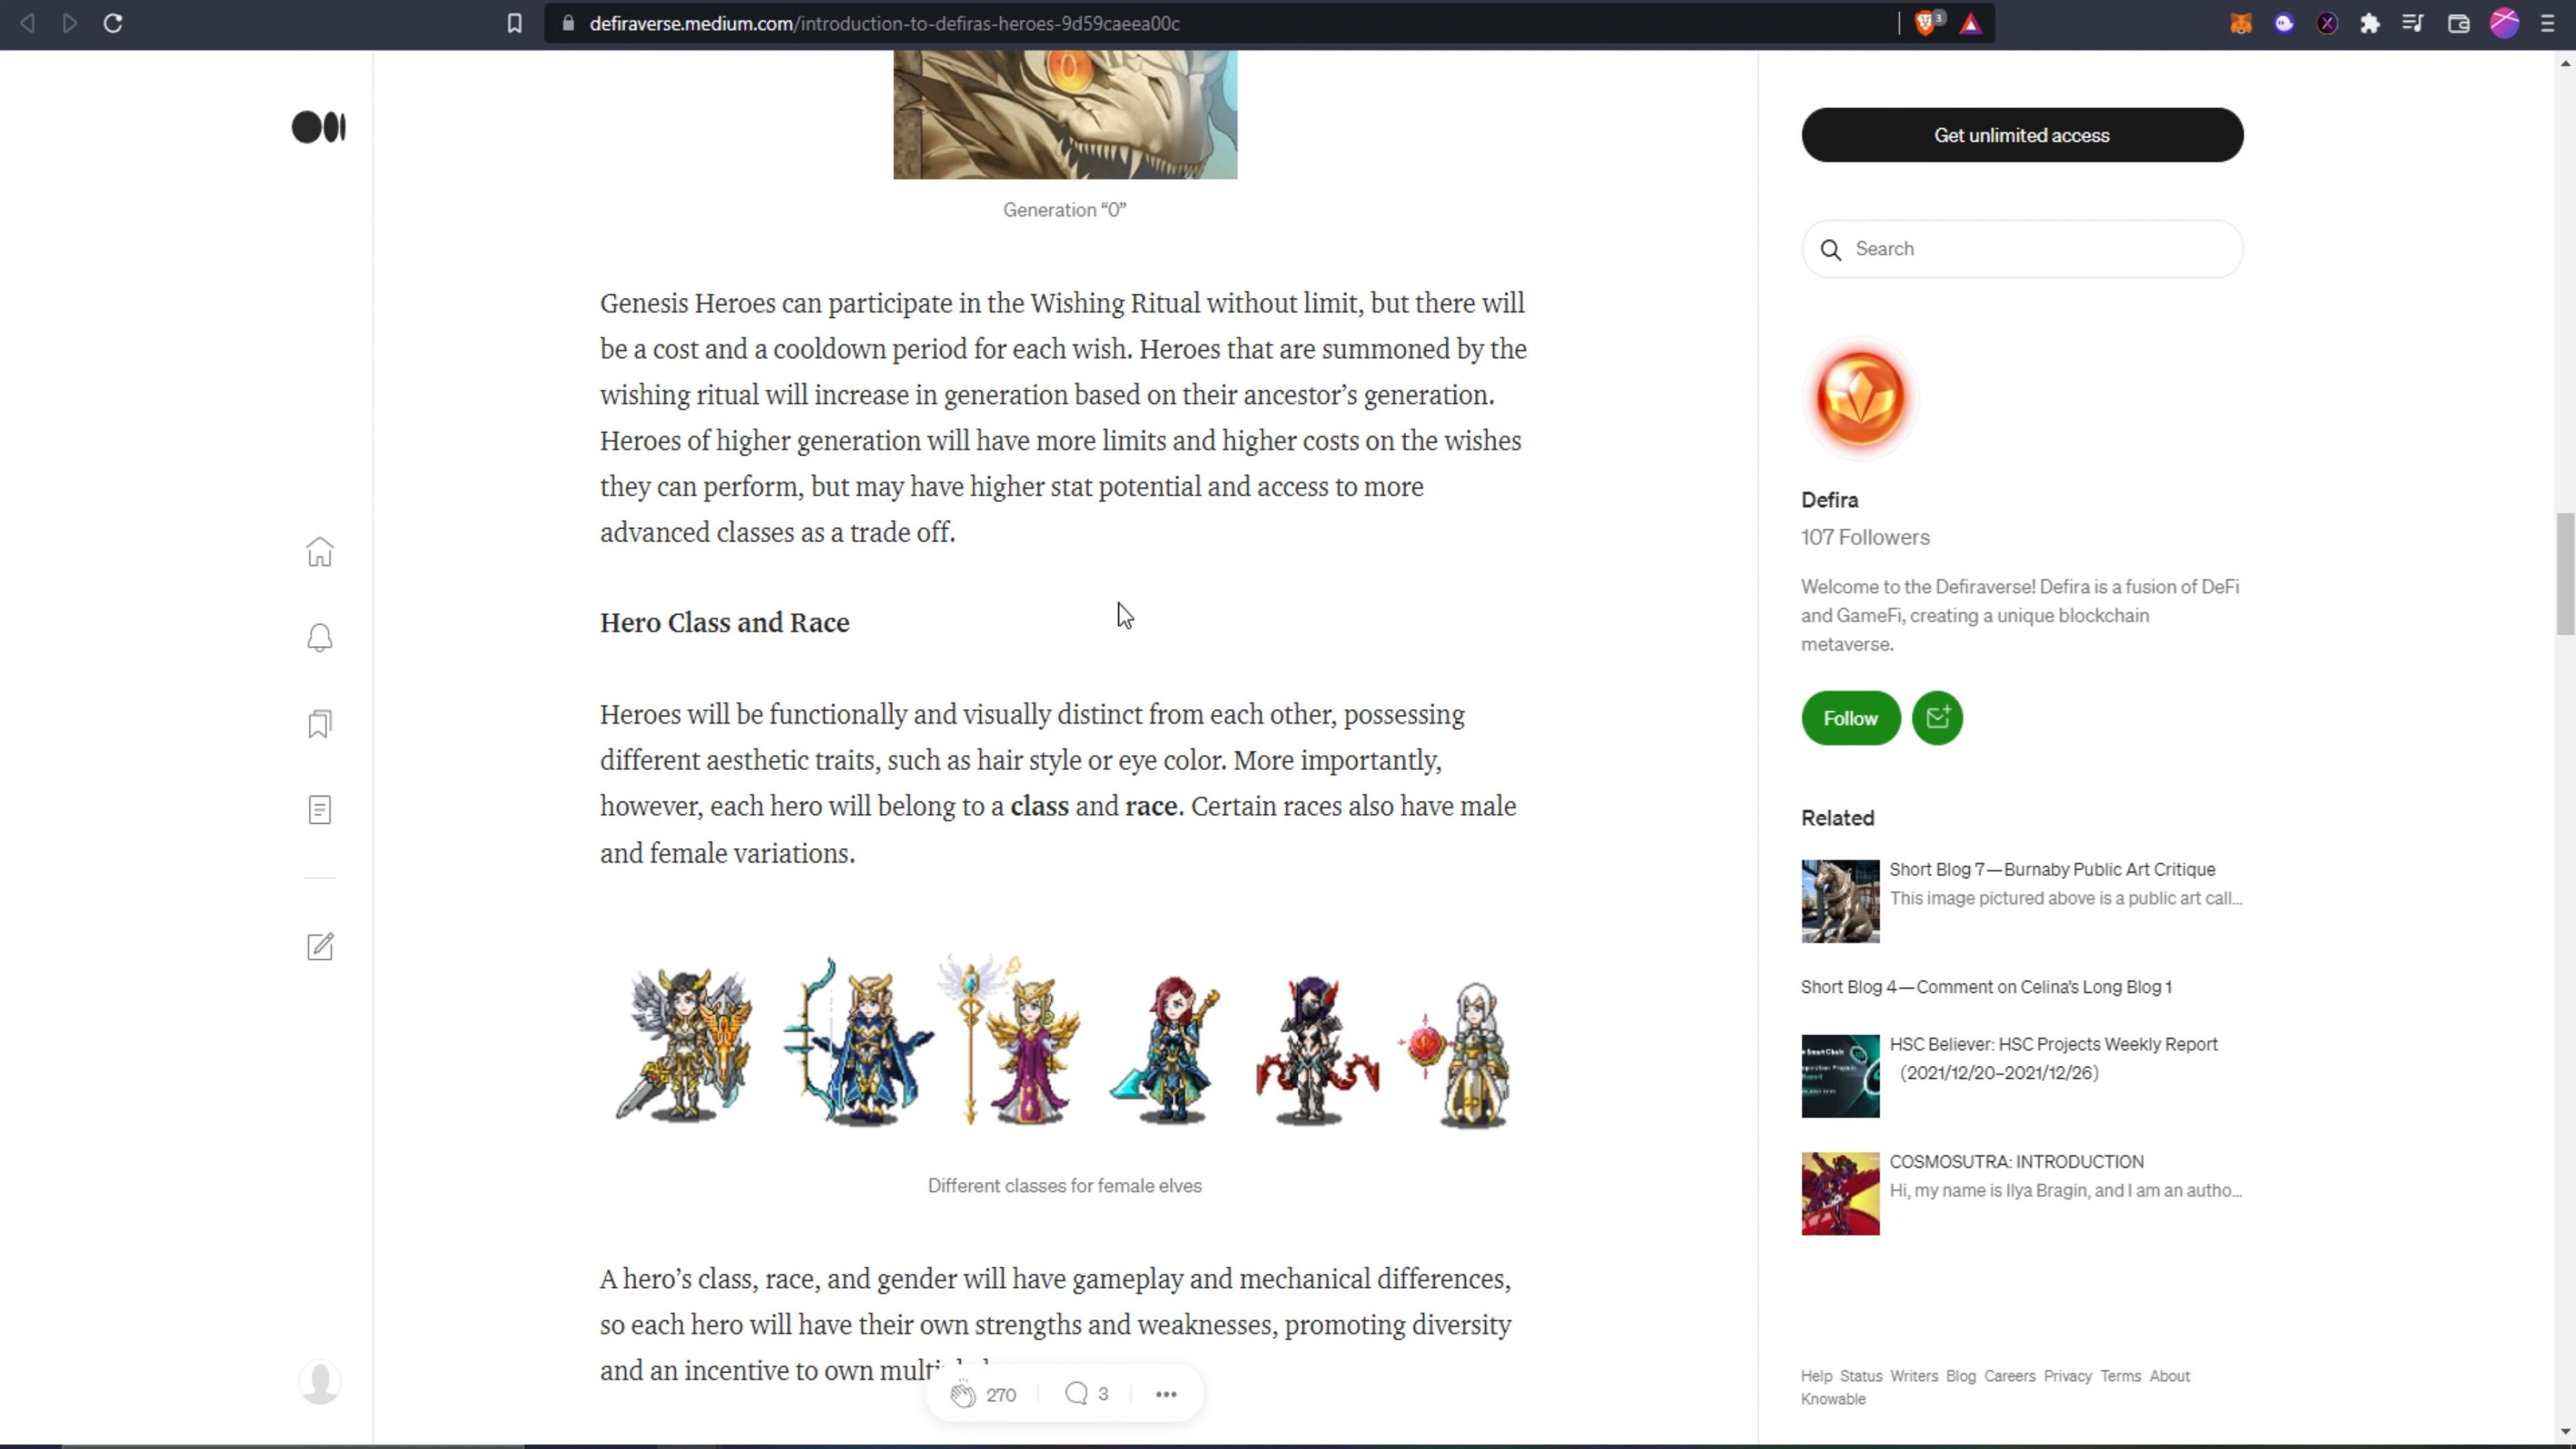 defiraverse.medium.com/introduction-to-defiras-heroes-9d59caeea00c
3
Generation “0”
Genesis Heroes can participate in the Wishing Ritual without limit, but there will
be a cost and a cooldown period for each wish. Heroes that are summoned by the
wishing ritual will increase in generation based on their ancestor’s generation.
Heroes of higher generation will have more limits and higher costs on the wishes
they can perform, but may have higher stat potential and access to more
advanced classes as a trade off.
Hero Class and Race
Heroes will be functionally and visually distinct from each other, possessing
different aesthetic traits, such as hair style or eye color. More importantly,
however, each hero will belong to a class and race. Certain races also have male
and female variations.
Different classes for female elves
A hero’s class, race, and gender will have gameplay and mechanical differences,
so each hero will have their own strengths and weaknesses, promoting diversity
and an incentive to own
270
3
Get unlimited access
Search
Defira
107 Followers
Welcome to the Defiraverse! Defira is a fusion of DeFi
and GameFi, creating a unique blockchain
metaverse.
Follow
Related
Short Blog 7—Burnaby Public Art Critique
This image pictured above is a public art call...
Short Blog 4—Comment on Celina’s Long Blog 1
HSC Believer: HSC Projects Weekly Report
(2021/12/20–2021/12/26)
COSMOSUTRA: INTRODUCTION
Hi, my name is Ilya Bragin, and I am an autho...
Help Status Writers Blog Careers Privacy Terms About
Knowable